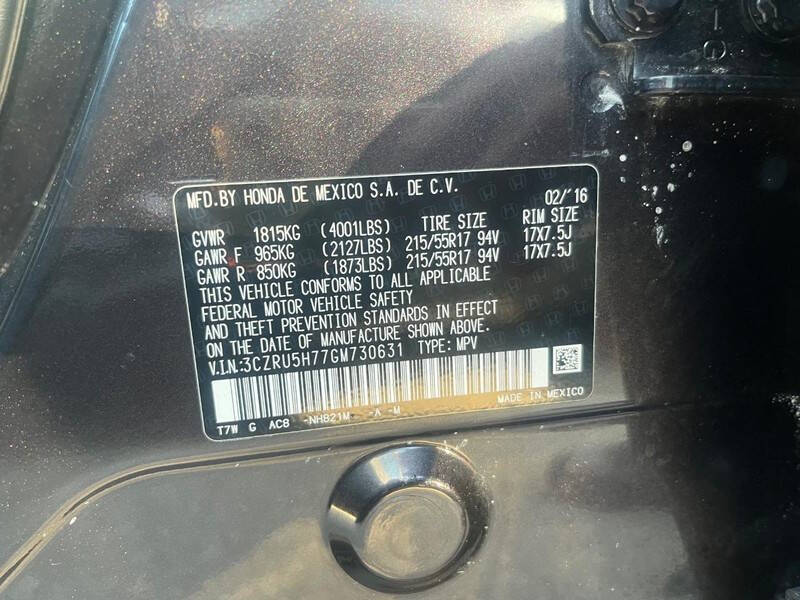 MFD.BY HONDA DE MEXICO S.A. DE C.V. 02/'16
GVWR 1815KG (4001LBS) TIRE SIZE RIM SIZE
GAWR F 965KG (2127LBS) 215/55R17 94V 17X7.5J
GAWR R 850KG (1873LBS) 215/55R17 94V 17X7.5J
THIS VEHICLE CONFORMS TO ALL APPLICABLE
FEDERAL MOTOR VEHICLE SAFETY
AND THEFT PREVENTION STANDARDS IN EFFECT
ON THE DATE OF MANUFACTURE SHOWN ABOVE.
V.I.N.:3CZRU5H77GM730631 TYPE: MPV
T7W G AC8 -NH821M- -A -M MADE IN MEXICO